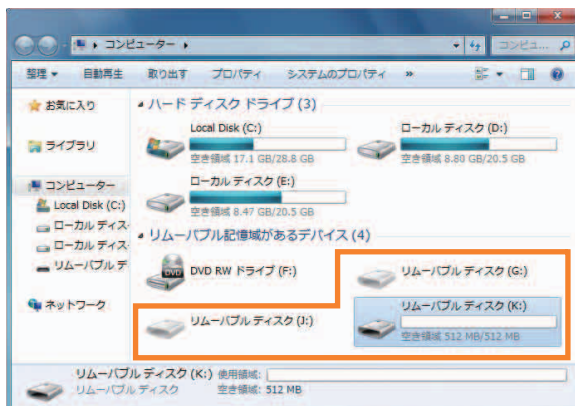 コンピューター
コンピュ...
整理
自動再生
取り出す
プロパティ
システムのプロパティ
»
お気に入り
ライブラリ
コンピューター
Local Disk (C:)
ローカル ディス
ローカル ディス
リムーバブル デ
ネットワーク
ハード ディスク ドライブ (3)
Local Disk (C:)
空き領域 17.1 GB/28.8 GB
ローカル ディスク (D:)
空き領域 8.80 GB/20.5 GB
ローカル ディスク (E:)
空き領域 8.47 GB/20.5 GB
リムーバブル記憶域があるデバイス (4)
DVD
DVD RW ドライブ (F:)
リムーバブル ディスク (G:)
リムーバブル ディスク (J:)
リムーバブル ディスク (K:)
空き領域 512 MB/512 MB
リムーバブル ディスク (K:) 使用領域:
リムーバブル ディスク 空き領域: 512 MB